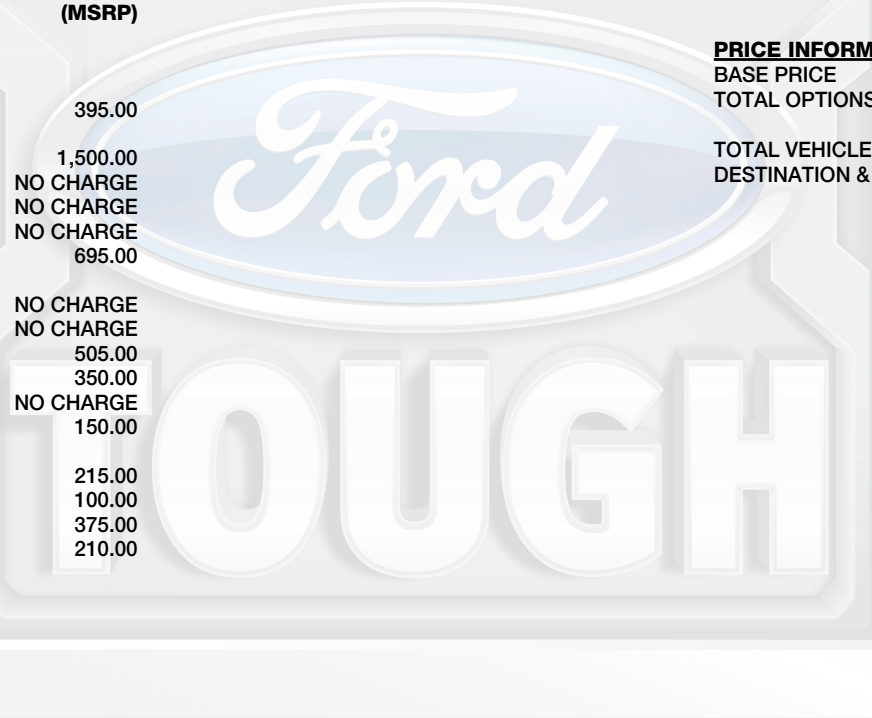 (MSRP)
395.00
1,500.00
NO CHARGE
NO CHARGE
NO CHARGE
695.00
NO CHARGE
NO CHARGE
505.00
350.00
NO CHARGE
150.00
215.00
100.00
375.00
210.00
PRICE INFORM
BASE PRICE
TOTAL OPTIONS
TOTAL VEHICLE
DESTINATION &
Ford
TOUGH